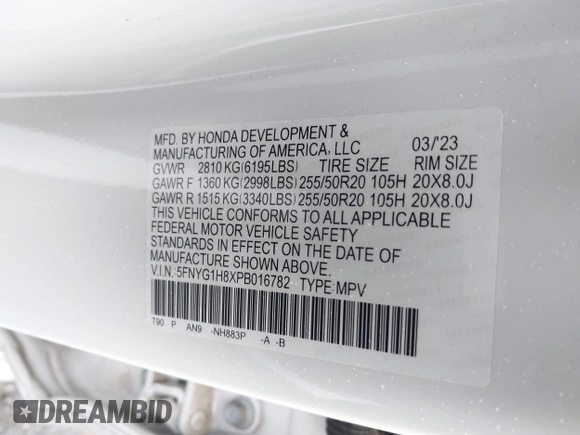 MFD. BY HONDA DEVELOPMENT &
MANUFACTURING OF AMERICA, LLC 03/'23
GVWR 2810 KG(6195LBS) TIRE SIZE RIM SIZE
GAWR F 1360 KG(2998LBS) 255/50R20 105H 20X8.0J
GAWR R 1515 KG(3340LBS) 255/50R20 105H 20X8.0J
THIS VEHICLE CONFORMS TO ALL APPLICABLE
FEDERAL MOTOR VEHICLE SAFETY
STANDARDS IN EFFECT ON THE DATE OF
MANUFACTURE SHOWN ABOVE.
V.I.N.:5FNYG1H8XPB016782 TYPE:MPV
T90 P AN9 -NH883P -A -B
DREAMBID